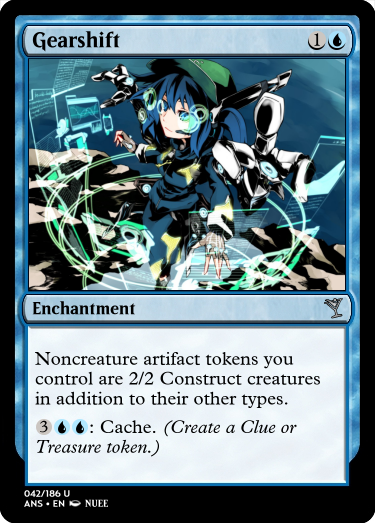 Gearshift 1
Enchantment
Noncreature artifact tokens you
control are 2/2 Construct creatures
in addition to their other types.
3: Cache. (Create a Clue or
Treasure token.)
042/186 U
ANS • EN NUEE